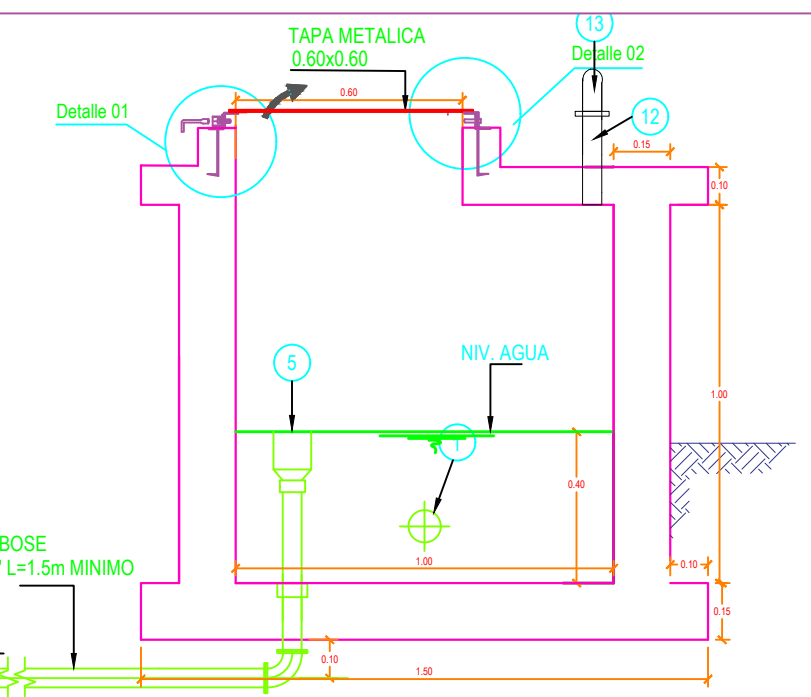 13
TAPA METALICA
0.60x0.60
Detalle 02
0.60
Detalle 01
12
0.15
0.10
NIV. AGUA
5
1.00
1
0.40
BOSE
L=1.5m MINIMO
1.00
0.10
0.15
0.10
1.50